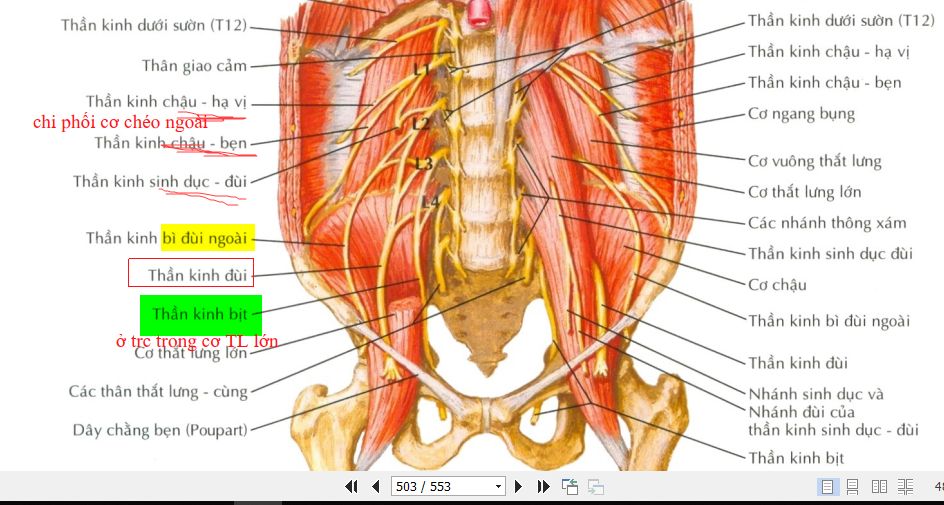 Thần kinh dưới sườn (T12)
Thân giao cảm
Thần kinh chậu - hạ vị
chi phối cơ chéo ngoài
Thần kinh chậu - bẹn
Thần kinh sinh dục - đùi
Thần kinh bì đùi ngoài
Thần kinh đùi
Thần kinh bịt
ở trc trong cơ TL lớn
Cơ thắt lưng lớn
Các thân thắt lưng - cùng
Dây chằng bẹn (Poupart)
L1
L2
L3
L4
Thần kinh dưới sườn (T12)
Thần kinh chậu - hạ vị
Thần kinh chậu - bẹn
Cơ ngang bụng
Cơ vuông thắt lưng
Cơ thắt lưng lớn
Các nhánh thông xám
Thần kinh sinh dục đùi
Cơ chậu
Thần kinh bì đùi ngoài
Thần kinh đùi
Nhánh sinh dục và
Nhánh đùi của
thần kinh sinh dục - đùi
Thần kinh bịt
503 / 553
48